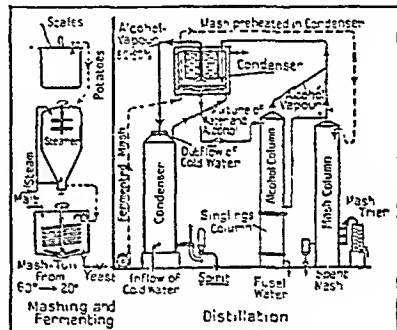 Scales
Potatoes
Steamer
Malt
Steam
Mash-Tun
From
60° → 20°
Yeast
Mashing and
Fermenting
Alcohol-
Vapour
Mash preheated in Condenser
Condenser
Alcohol
Vapour
Mixture of
Water and
Alcohol
Outflow of
Cold Water
Fermented Mash
Condenser
Singlings
Column
Alcohol Column
Mash Column
Mash
Trier
Inflow of
Cold Water
Spirit
Fusel
Water
Spent
Mash
Distillation